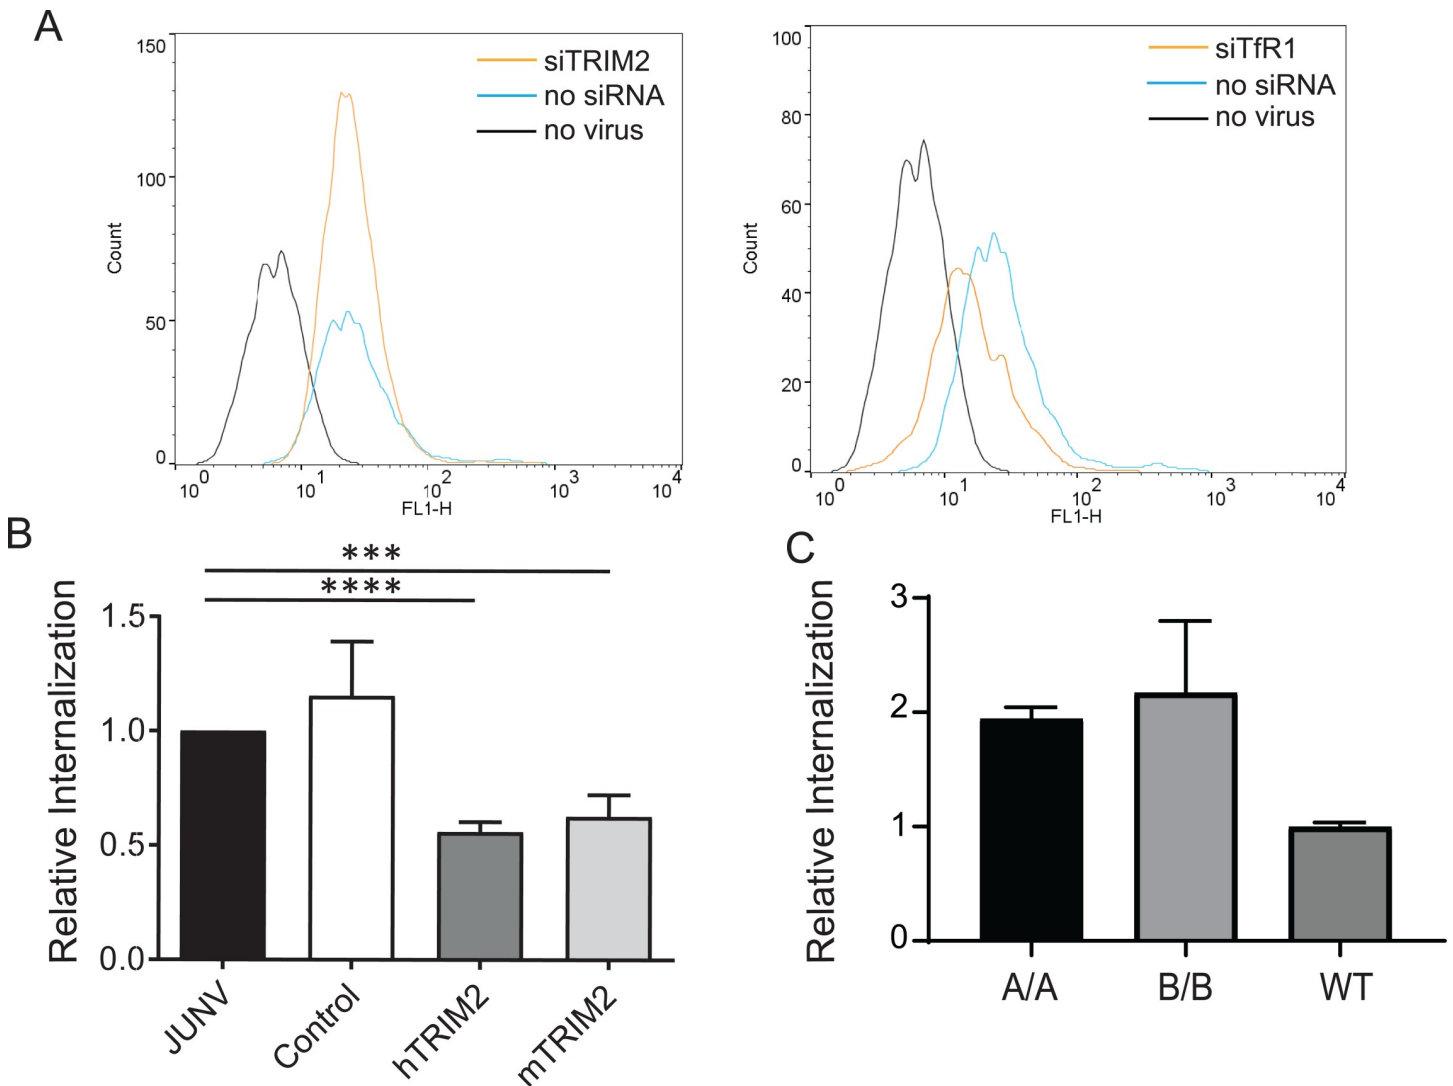 A
150
100
50
0
Count
siTRIM2
no siRNA
no virus
10^0 10^1 10^2 10^3 10^4
FL1-H
100
80
60
40
20
0
Count
siTfR1
no siRNA
no virus
10^0 10^1 10^2 10^3 10^4
FL1-H
B
***
****
Relative Internalization
1.5
1.0
0.5
0.0
JUNV
Control
hTRIM2
mTRIM2
C
Relative Internalization
3
2
1
0
A/A
B/B
WT